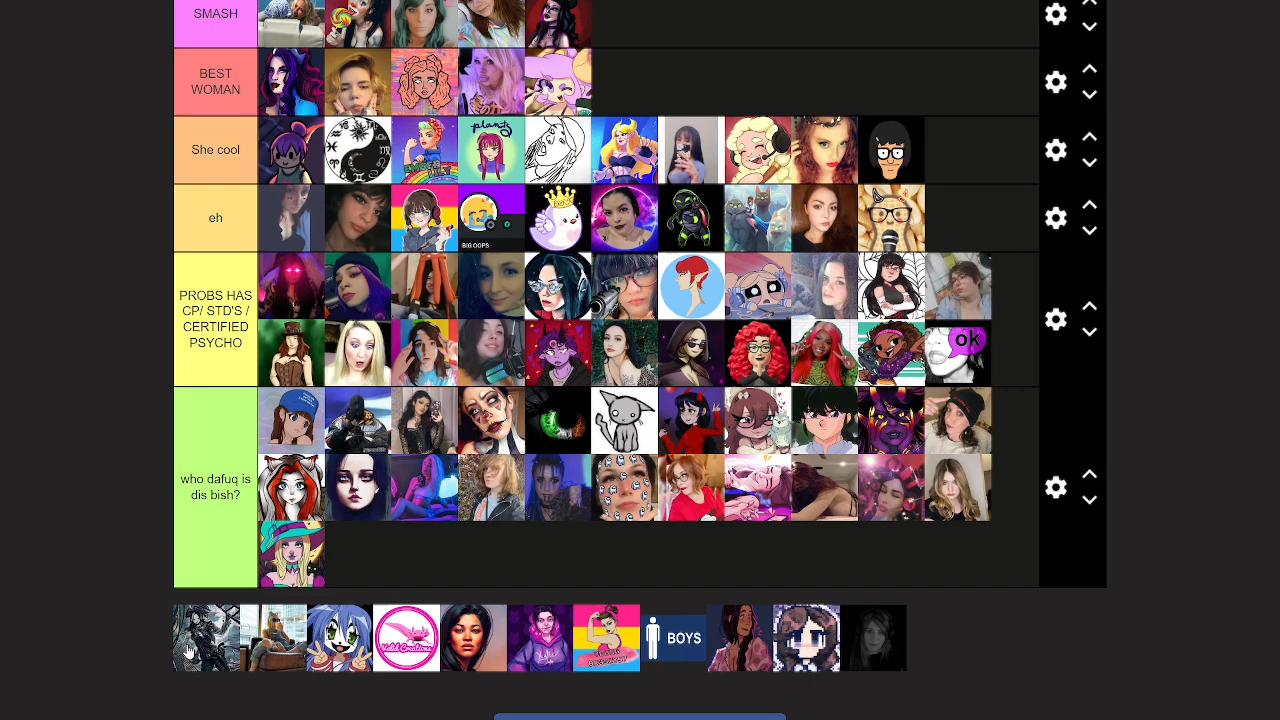 SMASH
BEST
WOMAN
She cool
planty
eh
BIG OOPS
PROBS HAS
CP/ STD'S /
CERTIFIED
PSYCHO
ok
who dafuq is
dis bish?
BOYS